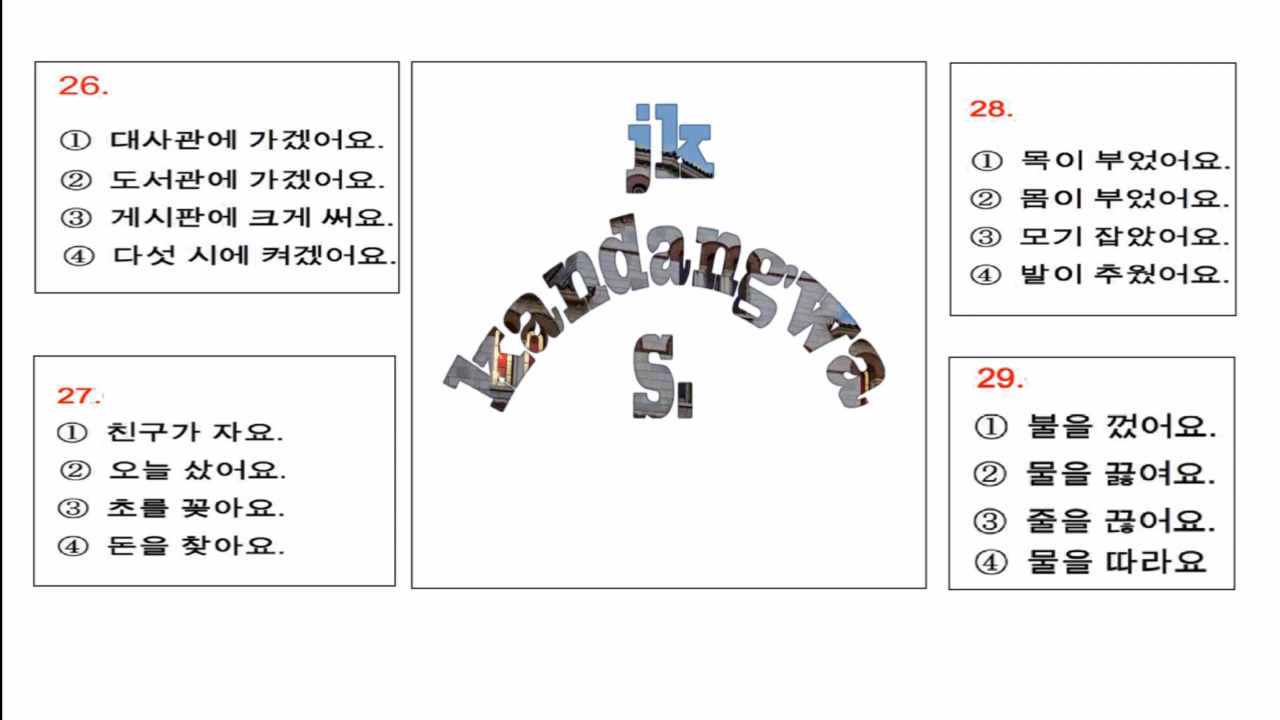 26.
① 대사관에 가겠어요.
② 도서관에 가겠어요.
③ 게시판에 크게 써요.
④ 다섯 시에 켜겠어요.
27.
① 친구가 자요.
② 오늘 샀어요.
③ 초를 꽂아요.
④ 돈을 찾아요.
jk
kandangwa
s.
28.
① 목이 부었어요.
② 몸이 부었어요.
③ 모기 잡았어요.
④ 발이 추웠어요.
29.
① 불을 껐어요.
② 물을 끓여요.
③ 줄을 끊어요.
④ 물을 따라요